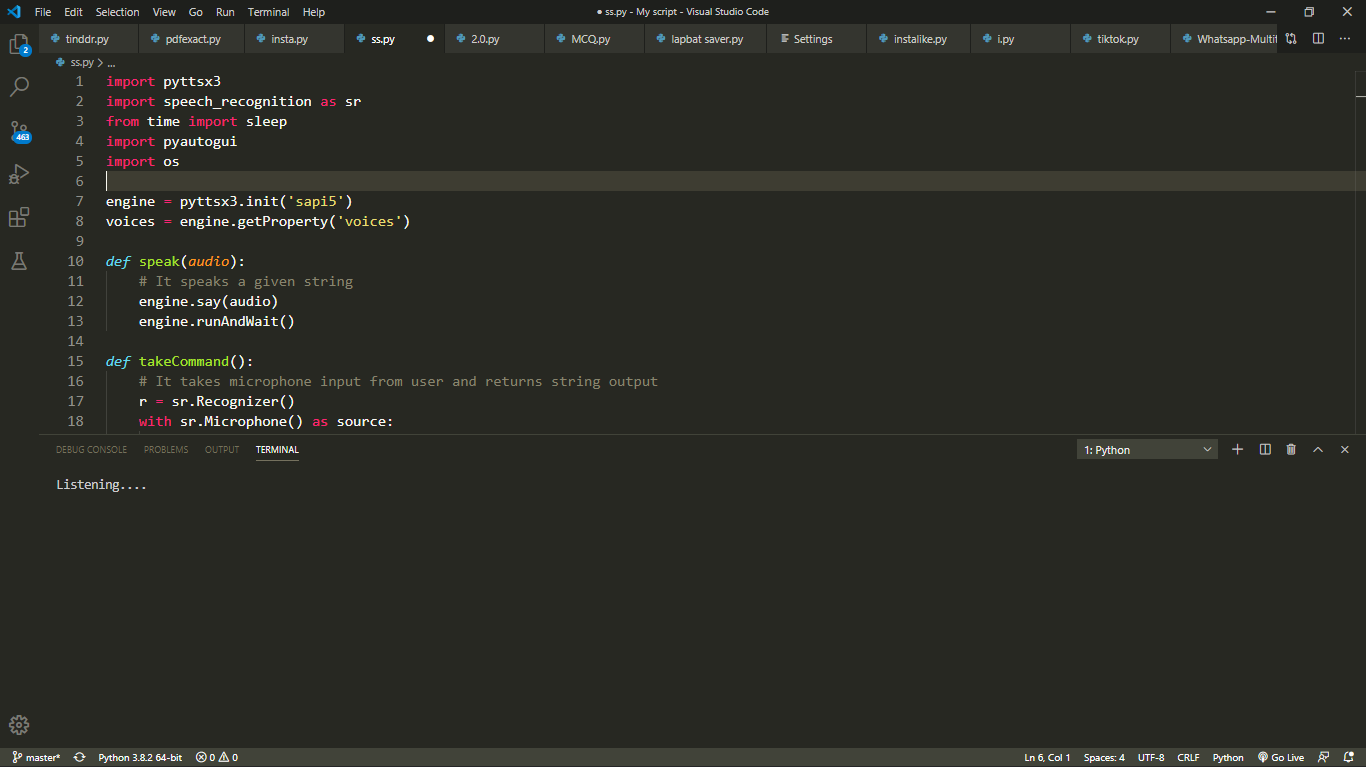 File Edit Selection View Go Run Terminal Help
● ss.py - My script - Visual Studio Code
tinddr.py pdfexact.py insta.py ss.py 2.0.py MCQ.py lapbat saver.py Settings instalike.py i.py tiktok.py Whatsapp-Multif
2
ss.py > ...
1 import pyttsx3
2 import speech_recognition as sr
3 from time import sleep
4 import pyautogui
5 import os
6
7 engine = pyttsx3.init('sapi5')
8 voices = engine.getProperty('voices')
9
10 def speak(audio):
11 # It speaks a given string
12 engine.say(audio)
13 engine.runAndWait()
14
15 def takeCommand():
16 # It takes microphone input from user and returns string output
17 r = sr.Recognizer()
18 with sr.Microphone() as source:
463
DEBUG CONSOLE PROBLEMS OUTPUT TERMINAL 1: Python
Listening....
master* Python 3.8.2 64-bit 0 0 Ln 6, Col 1 Spaces: 4 UTF-8 CRLF Python Go Live